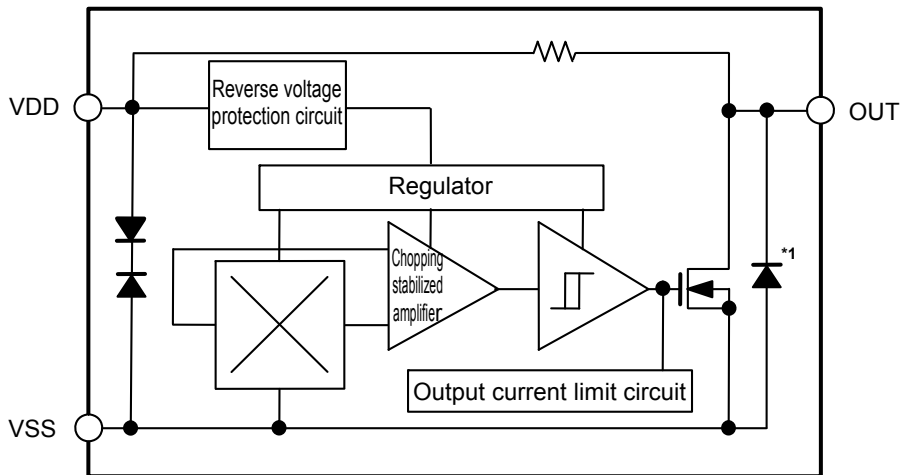 Reverse voltage
protection circuit
VDD
OUT
Regulator
*1
Chopping
stabilized
amplifier
Output current limit circuit
VSS